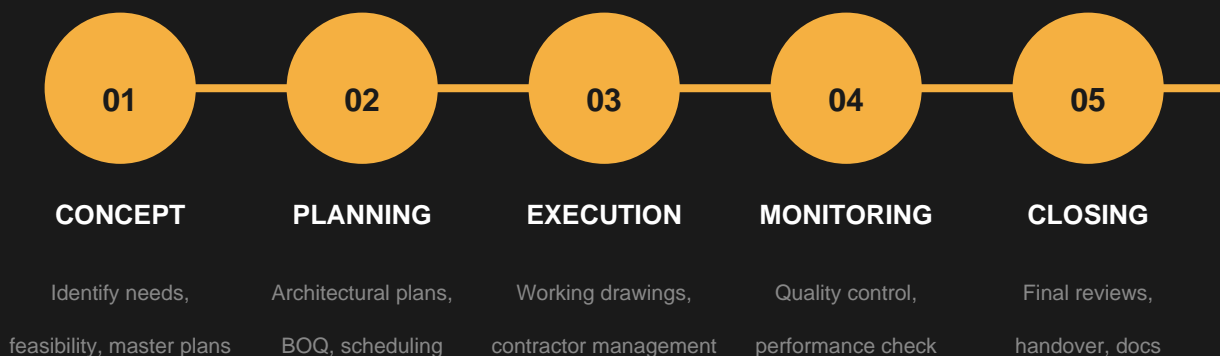 01
02
03
04
05
CONCEPT
PLANNING
EXECUTION
MONITORING
CLOSING
Identify needs,
feasibility, master plans
Architectural plans,
BOQ, scheduling
Working drawings,
contractor management
Quality control,
performance check
Final reviews,
handover, docs